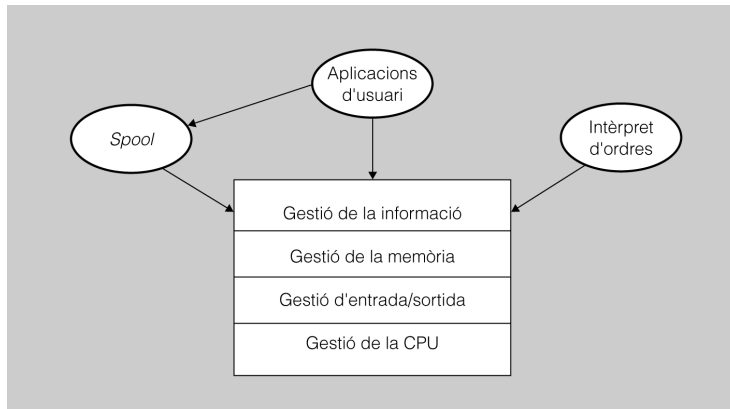 Aplicacions
d'usuari
Spool
Intèrpret
d'ordres
Gestió de la informació
Gestió de la memòria
Gestió d'entrada/sortida
Gestió de la CPU